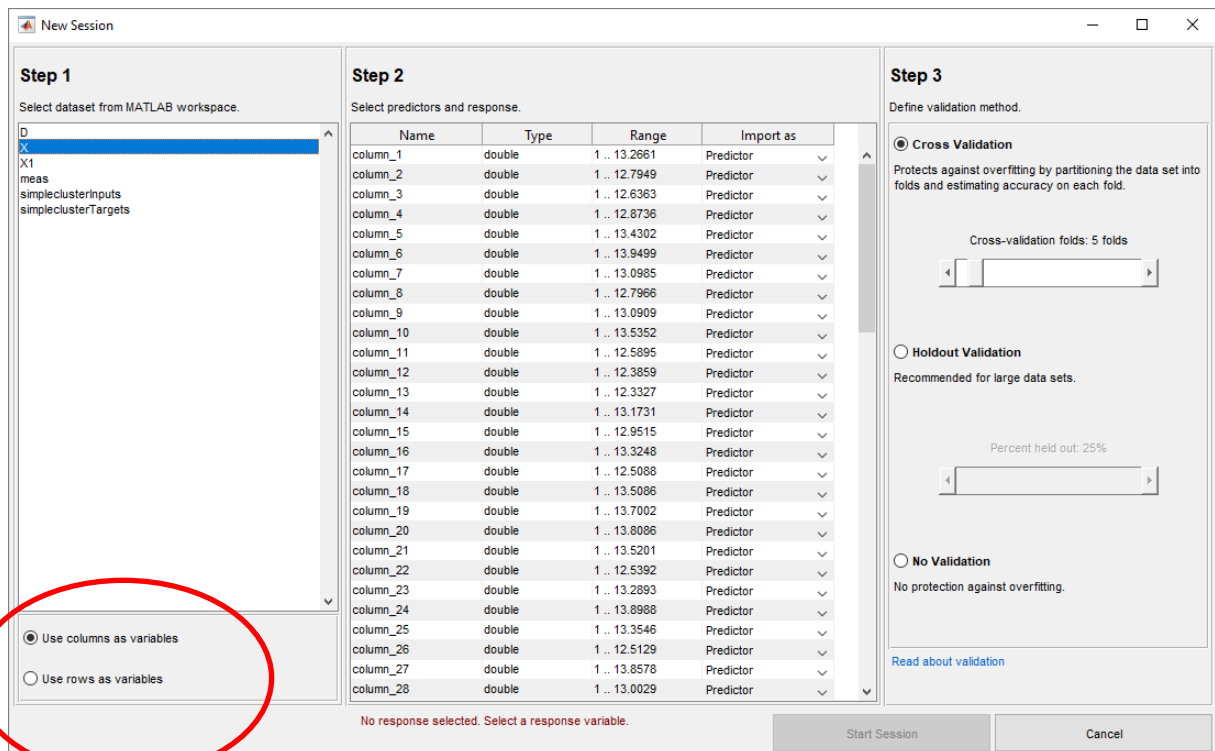 New Session
Step 1
Select dataset from MATLAB workspace.
D
X
X1
meas
simpleclusterInputs
simpleclusterTargets
Use columns as variables
Use rows as variables
Step 2
Select predictors and response.
Name Type Range Import as
column_1 double 1 .. 13.2661 Predictor
column_2 double 1 .. 12.7949 Predictor
column_3 double 1 .. 12.6363 Predictor
column_4 double 1 .. 12.8736 Predictor
column_5 double 1 .. 13.4302 Predictor
column_6 double 1 .. 13.9499 Predictor
column_7 double 1 .. 13.0985 Predictor
column_8 double 1 .. 12.7966 Predictor
column_9 double 1 .. 13.0909 Predictor
column_10 double 1 .. 13.5352 Predictor
column_11 double 1 .. 12.5895 Predictor
column_12 double 1 .. 12.3859 Predictor
column_13 double 1 .. 12.3327 Predictor
column_14 double 1 .. 13.1731 Predictor
column_15 double 1 .. 12.9515 Predictor
column_16 double 1 .. 13.3248 Predictor
column_17 double 1 .. 12.5088 Predictor
column_18 double 1 .. 13.5086 Predictor
column_19 double 1 .. 13.7002 Predictor
column_20 double 1 .. 13.8086 Predictor
column_21 double 1 .. 13.5201 Predictor
column_22 double 1 .. 12.5392 Predictor
column_23 double 1 .. 13.2893 Predictor
column_24 double 1 .. 13.8988 Predictor
column_25 double 1 .. 13.3546 Predictor
column_26 double 1 .. 12.5129 Predictor
column_27 double 1 .. 13.8578 Predictor
column_28 double 1 .. 13.0029 Predictor
No response selected. Select a response variable.
Step 3
Define validation method.
Cross Validation
Protects against overfitting by partitioning the data set into
folds and estimating accuracy on each fold.
Cross-validation folds: 5 folds
Holdout Validation
Recommended for large data sets.
Percent held out: 25%
No Validation
No protection against overfitting.
Read about validation
Start Session
Cancel